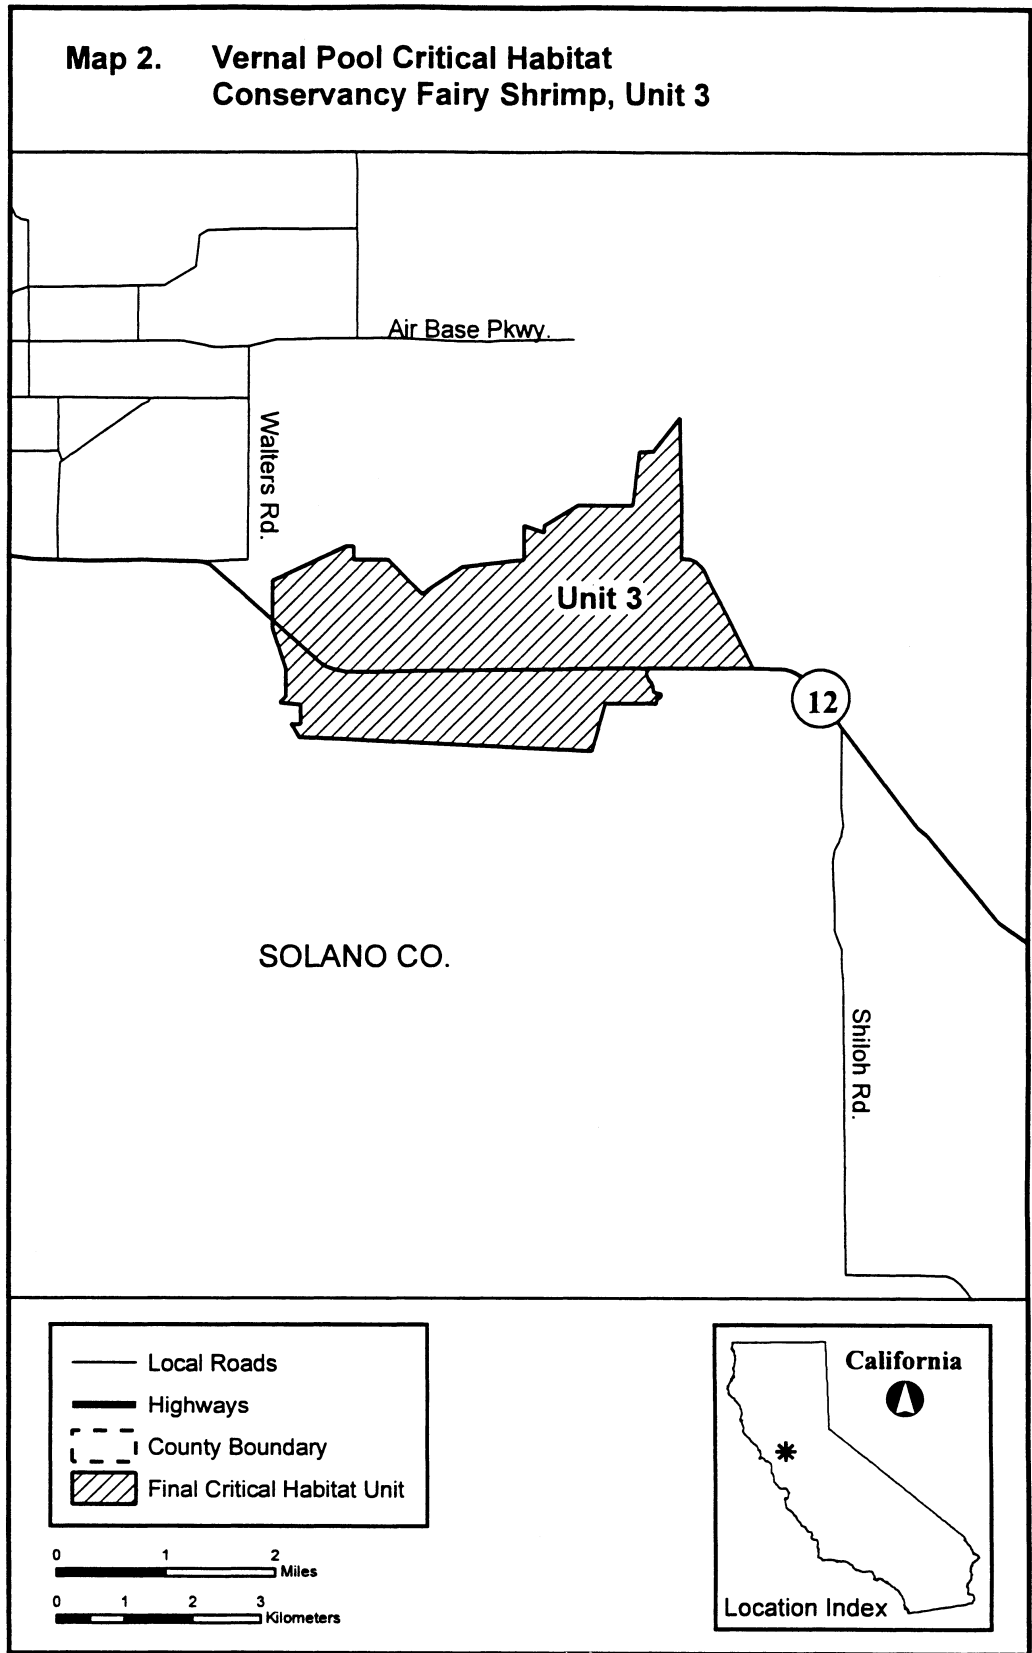 Map 2. Vernal Pool Critical Habitat
Conservancy Fairy Shrimp, Unit 3
Air Base Pkwy.
Walters Rd.
Unit 3
12
SOLANO CO.
Shiloh Rd.
Local Roads
Highways
County Boundary
Final Critical Habitat Unit
0 1 2
Miles
0 1 2 3
Kilometers
California
Location Index